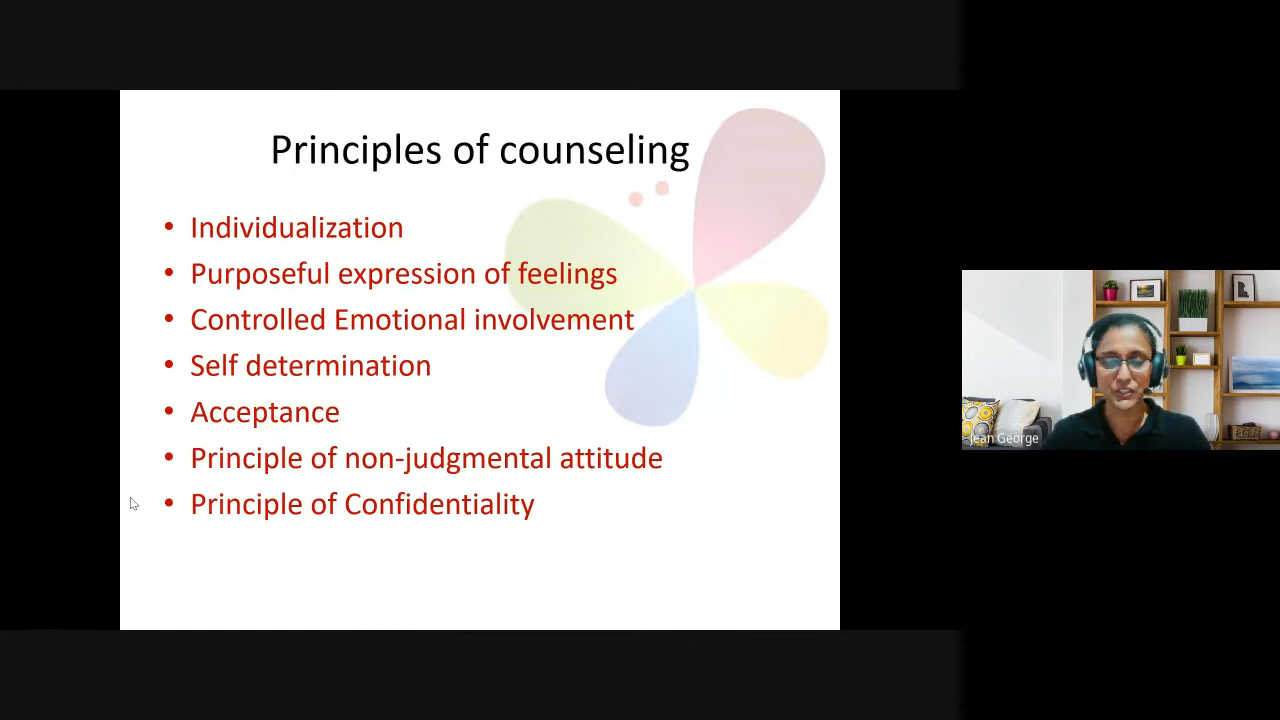 Principles of counseling
• Individualization
• Purposeful expression of feelings
• Controlled Emotional involvement
• Self determination
• Acceptance
• Principle of non-judgmental attitude
• Principle of Confidentiality
Jean George